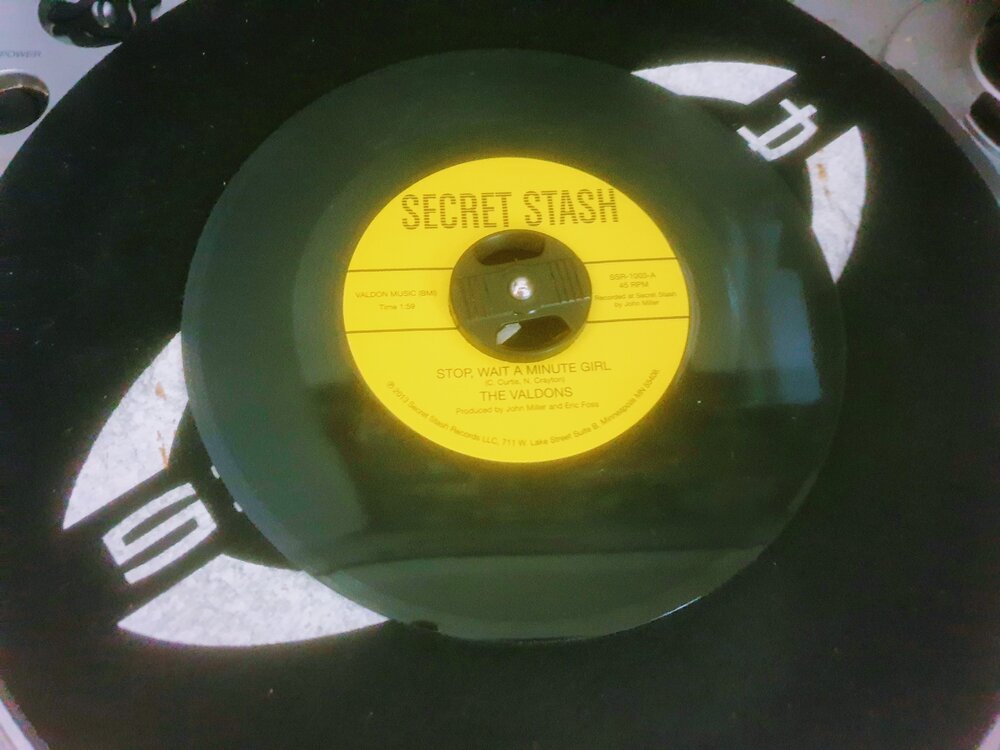 POWER
SECRET STASH
VALDON MUSIC (BMI)
Time 1:59
SSR-1003-A
45 RPM
Recorded at Secret Stash
by John Miller
STOP, WAIT A MINUTE GIRL
(C. Curtis, N. Crayton)
THE VALDONS
Produced by John Miller and Eric Foss
℗ 2013 Secret Stash Records LLC, 711 W. Lake Street Suite B, Minneapolis MN 55408